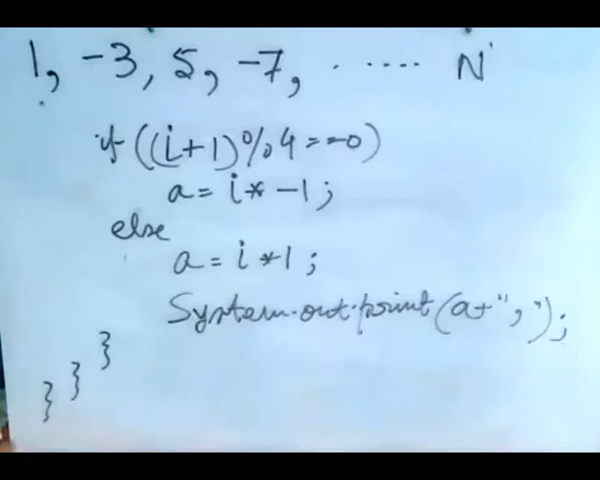 1, -3, 5, -7, . ..... N
if ((i+1)%4==0)
a = i* -1;
else
a = i *1;
System.out.print(a+",");
}
}
}